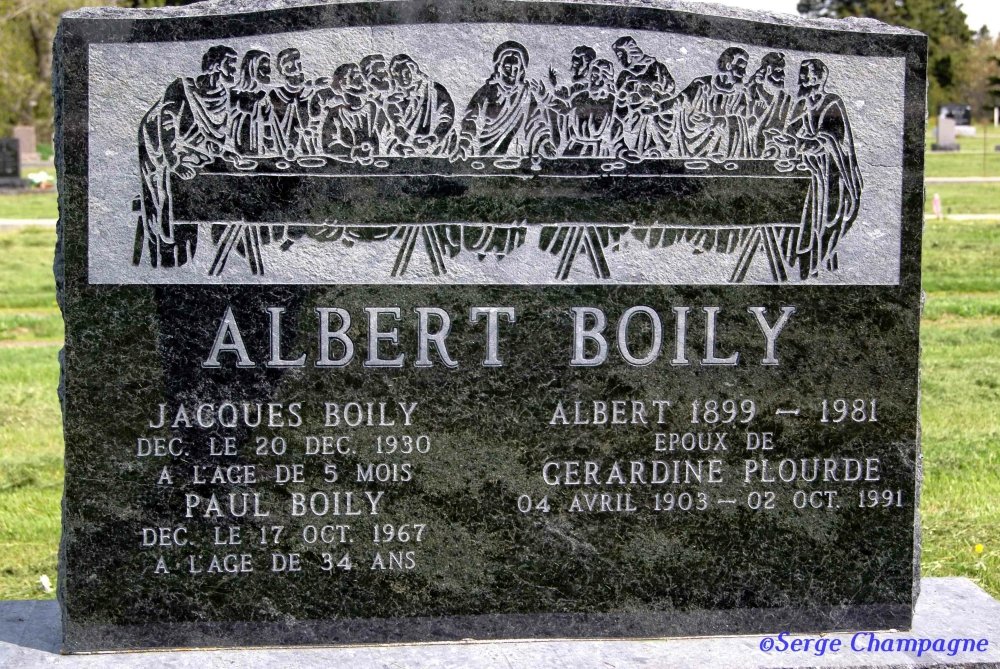 ALBERT BOILY
JACQUES BOILY
DEC. LE 20 DEC. 1930
A L'AGE DE 5 MOIS
PAUL BOILY
DEC. LE 17 OCT. 1967
A L'AGE DE 34 ANS
ALBERT 1899 - 1981
EPOUX DE
GERARDINE PLOURDE
04 AVRIL 1903 - 02 OCT. 1991
©Serge Champagne